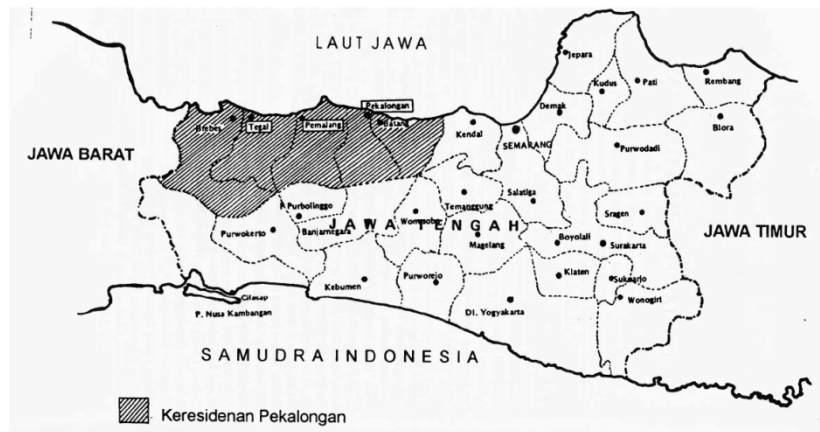 LAUT JAWA
Jepara
Kudus
Pati
Rembang
Pekalongan
Demak
Brebes
Tegal
Pemalang
Batang
Kendal
SEMARANG
Blora
JAWA BARAT
Purwodadi
Purbolinggo
Temanggung
Salatiga
Wonosobo
Sragen
Purwokerto
Banjarnegara
JAWA TENGAH
JAWA TIMUR
Magelang
Boyolali
Surakarta
Kebumen
Purworejo
Klaten
Sukoarjo
Cilacap
DI. Yogyakarta
Wonogiri
P. Nusa Kambangan
SAMUDRA INDONESIA
Keresidenan Pekalongan